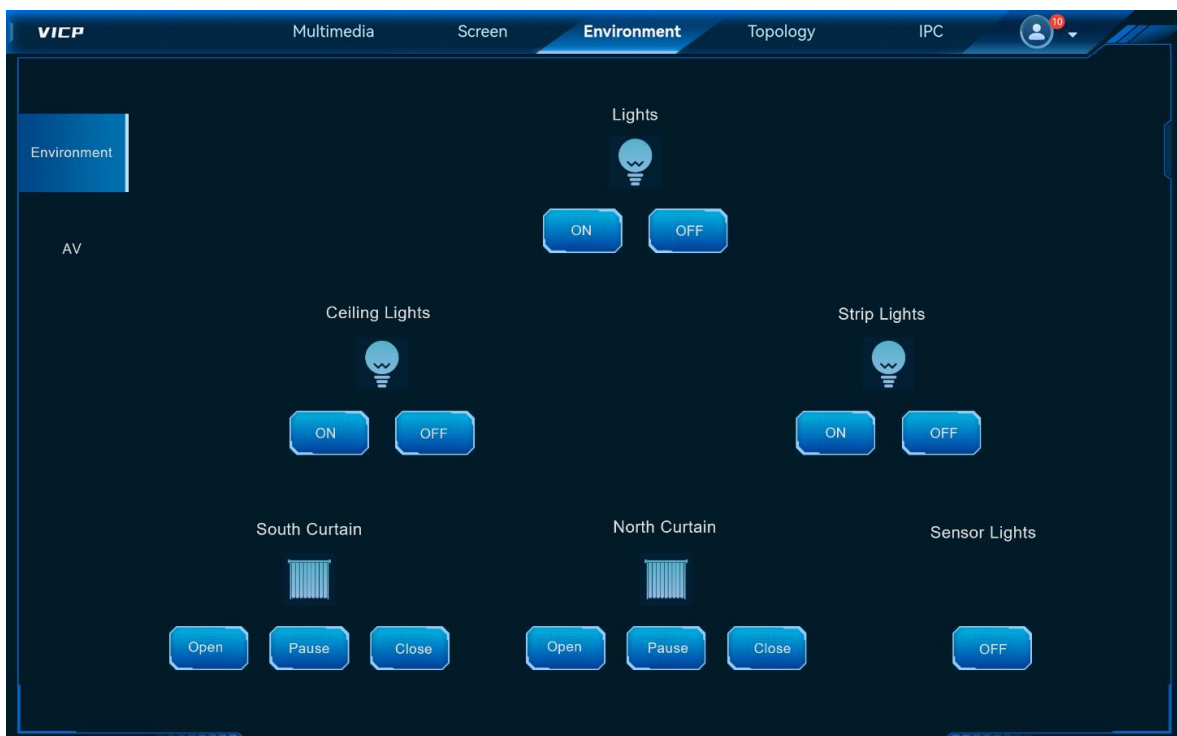 VICP Multimedia Screen Environment Topology IPC 10
Lights
Environment
ON OFF
AV
Ceiling Lights Strip Lights
ON OFF ON OFF
South Curtain North Curtain Sensor Lights
Open Pause Close Open Pause Close OFF